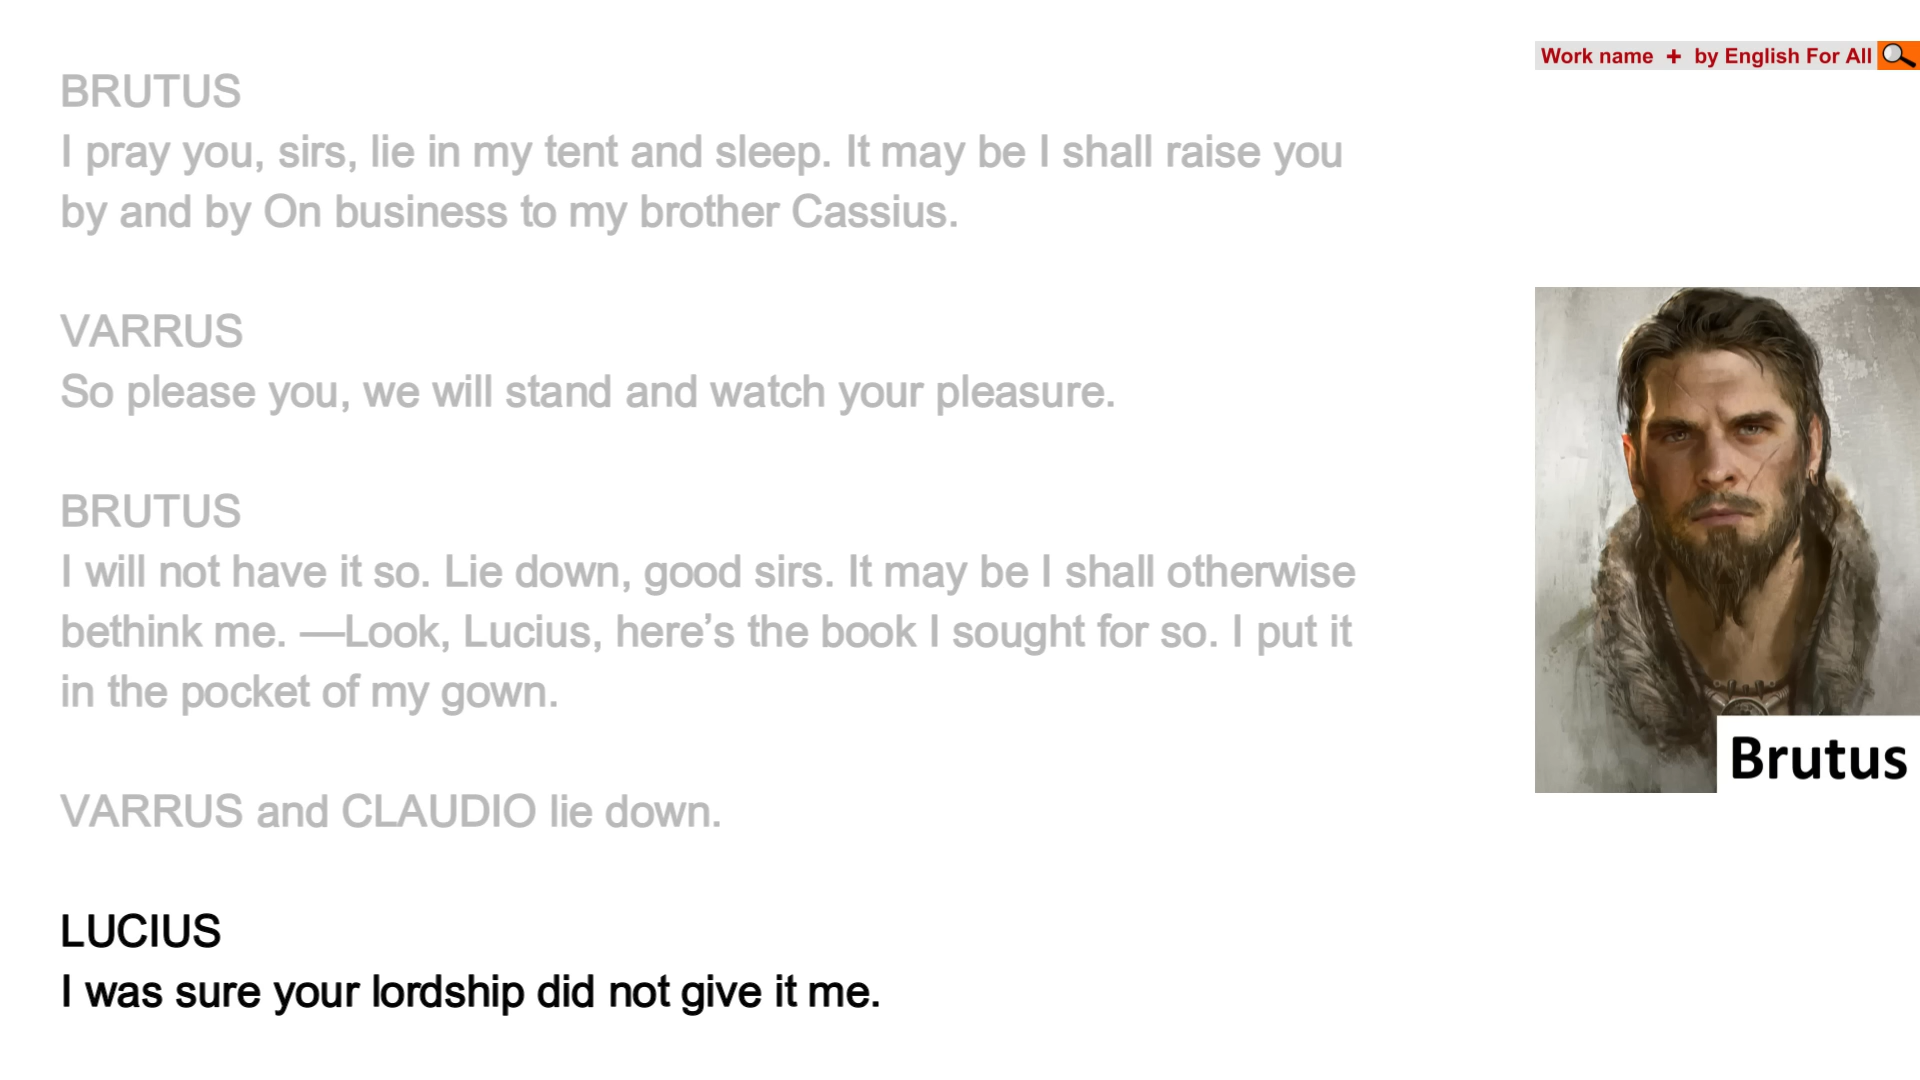 Work name + by English For All
BRUTUS
I pray you, sirs, lie in my tent and sleep. It may be I shall raise you
by and by On business to my brother Cassius.
VARRUS
So please you, we will stand and watch your pleasure.
BRUTUS
I will not have it so. Lie down, good sirs. It may be I shall otherwise
bethink me. —Look, Lucius, here’s the book I sought for so. I put it
in the pocket of my gown.
VARRUS and CLAUDIO lie down.
LUCIUS
I was sure your lordship did not give it me.
Brutus